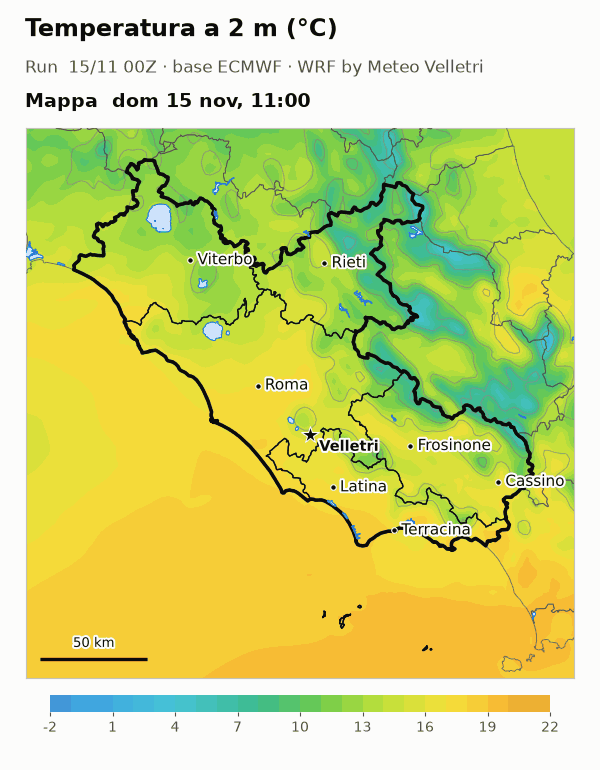 Temperatura a 2 m (°C)
Run  15/11 00Z · base ECMWF · WRF by Meteo Velletri
Mappa  dom 15 nov, 11:00
Viterbo
Rieti
Roma
Velletri
Frosinone
Cassino
Latina
Terracina
50 km
-2 1 4 7 10 13 16 19 22